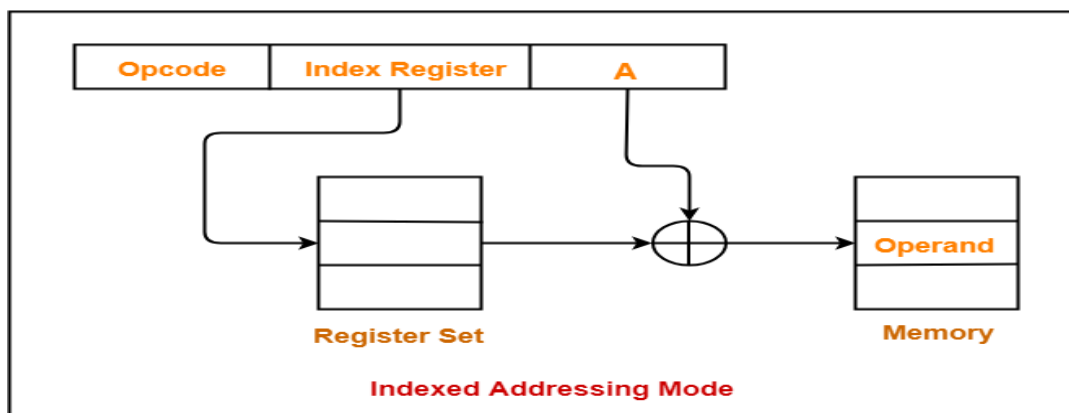 Opcode Index Register A
Operand
Register Set Memory
Indexed Addressing Mode